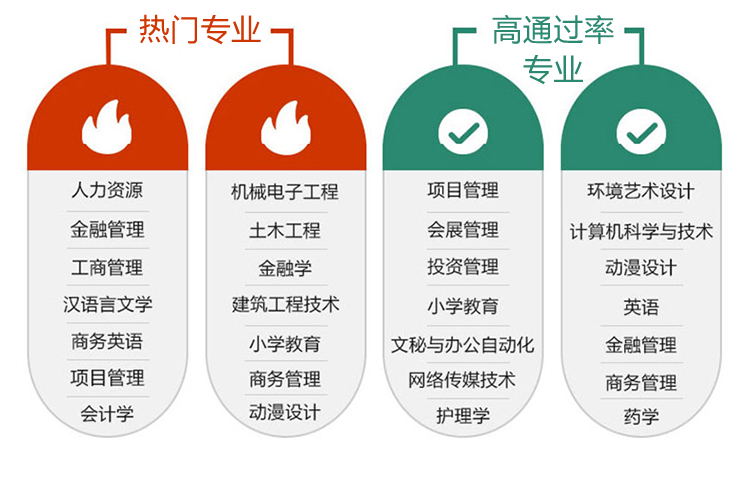 热门专业
高通过率
专业
人力资源
金融管理
工商管理
汉语言文学
商务英语
项目管理
会计学
机械电子工程
土木工程
金融学
建筑工程技术
小学教育
商务管理
动漫设计
项目管理
会展管理
投资管理
小学教育
文秘与办公自动化
网络传媒技术
护理学
环境艺术设计
计算机科学与技术
动漫设计
英语
金融管理
商务管理
药学